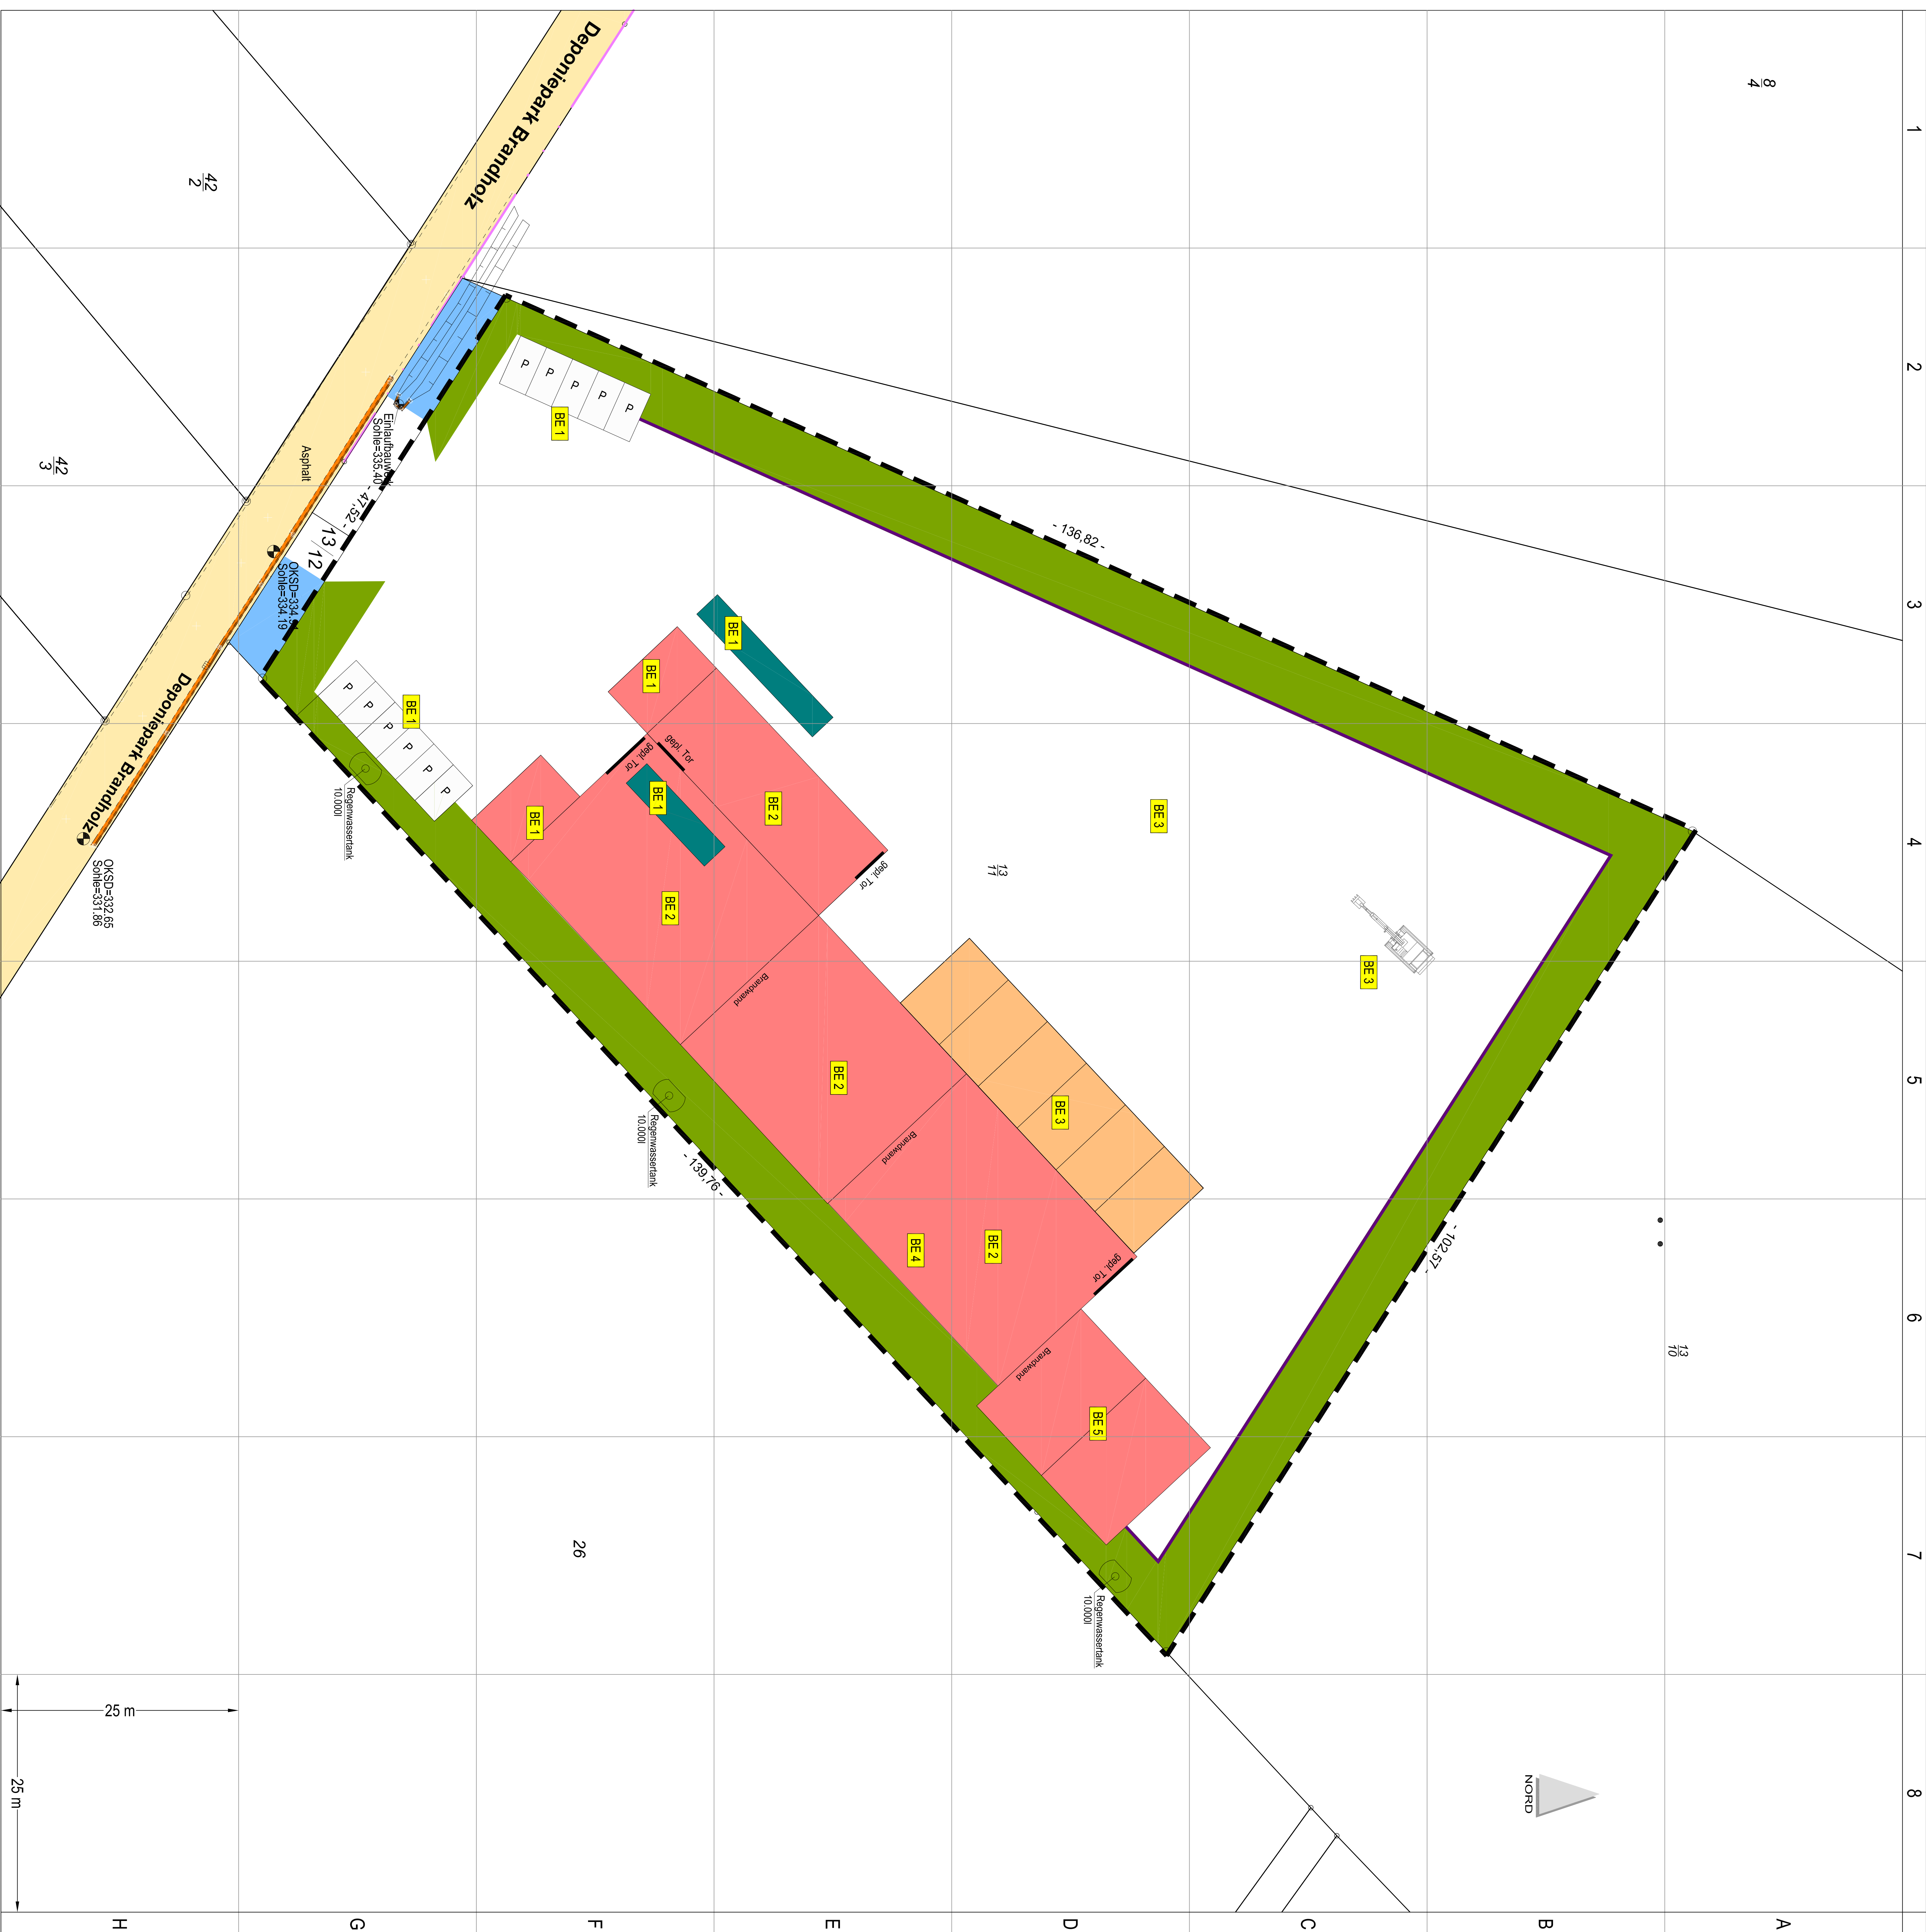 1
2
3
4
5
6
7
8
A
B
C
D
E
F
G
H
8
4
42
2
42
3
13
12
13
11
13
10
26
Deponiepark Brandholz
Deponiepark Brandholz
Asphalt
Einlaufbauwerk
Sohle=335.40
- 47,52 -
Sohle=334.19
OKSD=332.65
Sohle=331.86
P
P
P
P
P
BE 1
- 136,82 -
P
P
P
P
P
P
BE 1
Regenwassertank
10.000l
BE 1
BE 1
gepl. Tor
gepl. Tor
BE 1
BE 2
gepl. Tor
BE 1
BE 2
Brandwand
BE 2
Brandwand
BE 3
BE 3
BE 3
BE 2
BE 4
gepl. Tor
Brandwand
BE 5
Regenwassertank
10.000l
- 139,76 -
- 102,57 -
Regenwassertank
10.000l
NORD
25 m
25 m